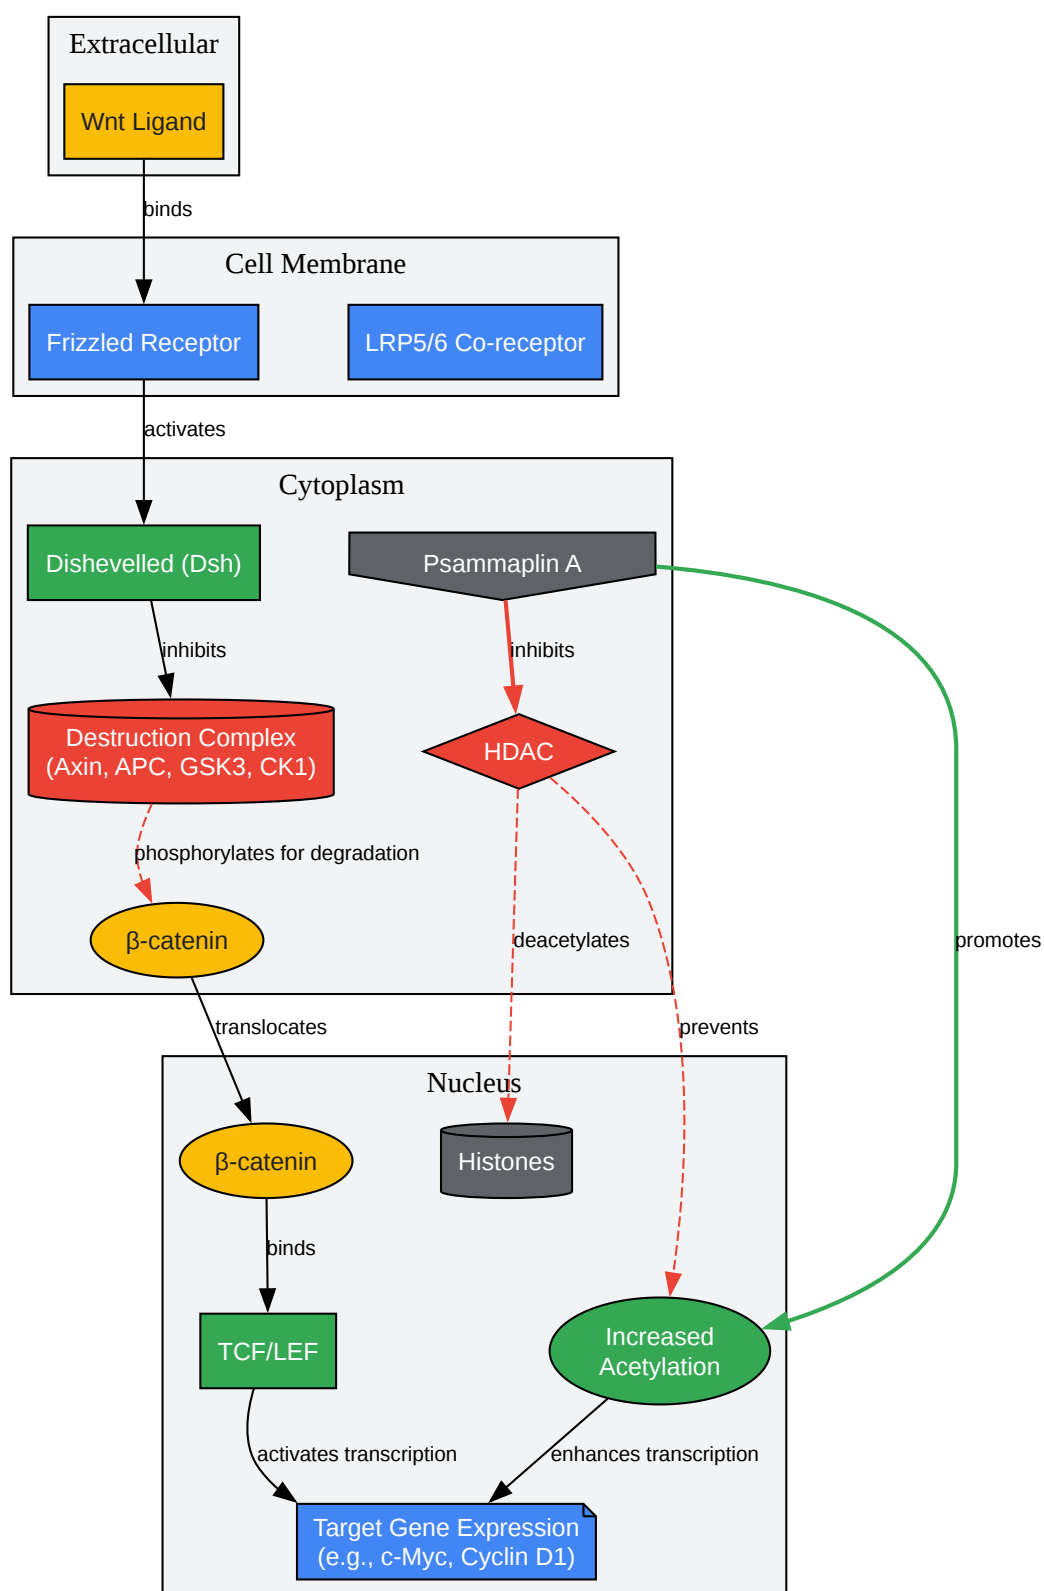 Extracellular
Wnt Ligand
binds
Cell Membrane
Frizzled Receptor
LRP5/6 Co-receptor
activates
Cytoplasm
Dishevelled (Dsh)
Psammaplin A
inhibits
inhibits
Destruction Complex
(Axin, APC, GSK3, CK1)
HDAC
phosphorylates for degradation
β-catenin
deacetylates
promotes
translocates
prevents
Nucleus
β-catenin
Histones
binds
TCF/LEF
Increased
Acetylation
activates transcription
enhances transcription
Target Gene Expression
(e.g., c-Myc, Cyclin D1)